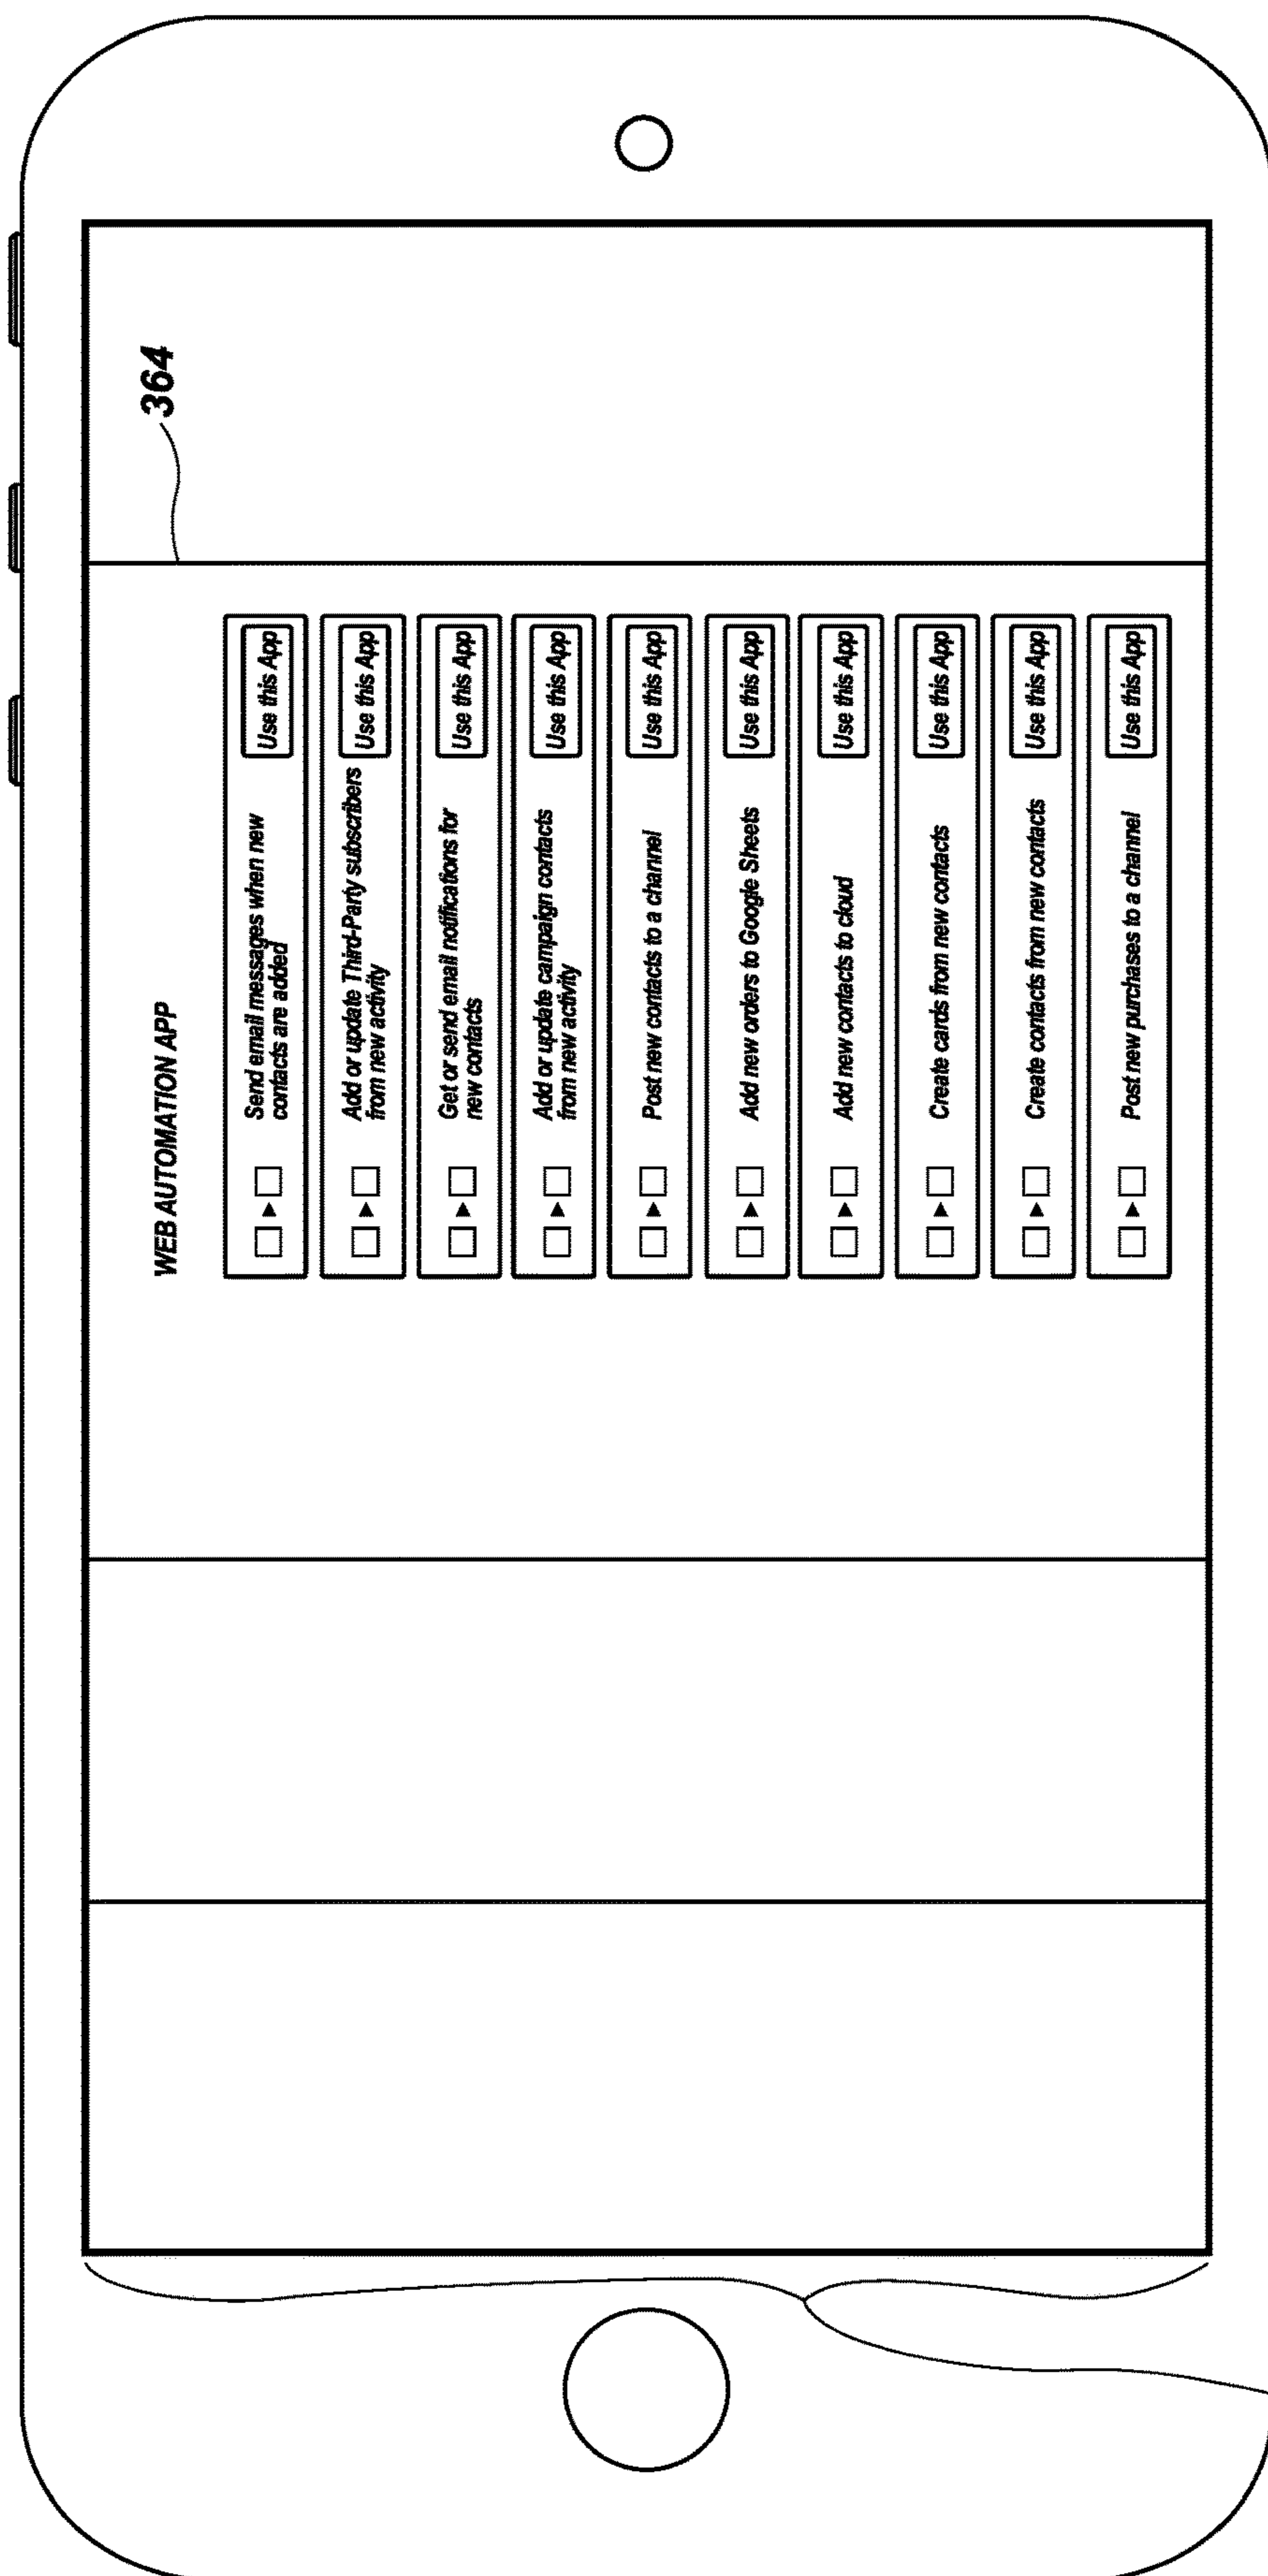 364
WEB AUTOMATION APP
Send email messages when new
contacts are added
Use this App
Add or update Third-Party subscribers
from new activity
Use this App
Get or send email notifications for
new contacts
Use this App
Add or update campaign contacts
from new activity
Use this App
Post new contacts to a channel
Use this App
Add new orders to Google Sheets
Use this App
Add new contacts to cloud
Use this App
Create cards from new contacts
Use this App
Create contacts from new contacts
Use this App
Post new purchases to a channel
Use this App